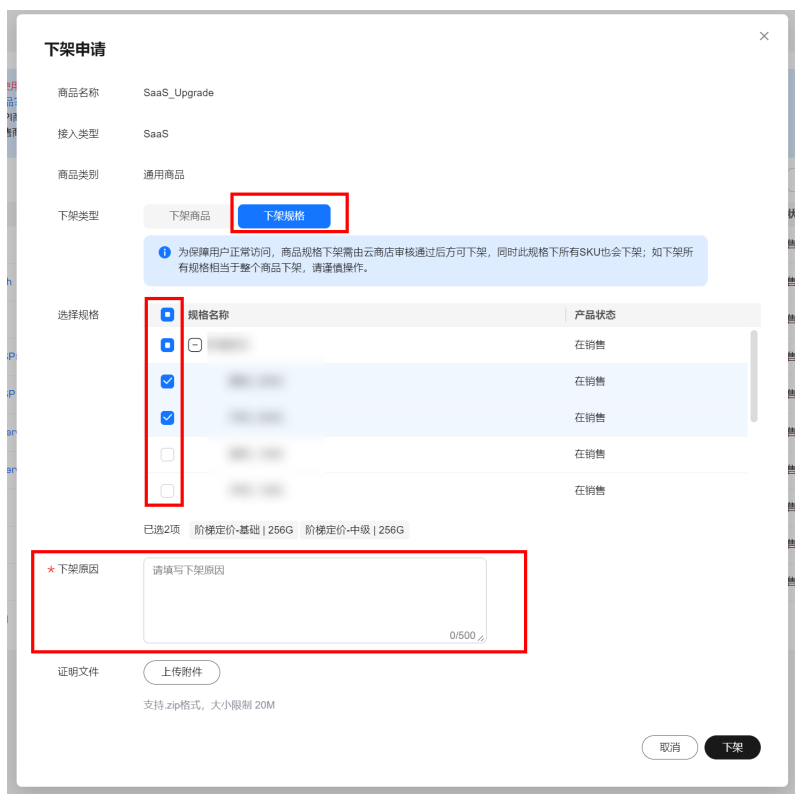 下架申请
商品名称 SaaS_Upgrade
接入类型 SaaS
商品类别 通用商品
下架类型 下架商品 下架规格
为保障用户正常访问，商品规格下架需由云商店审核通过后方可下架，同时此规格下所有SKU也会下架；如下架所
有规格相当于整个商品下架，请谨慎操作。
选择规格 规格名称 产品状态
在销售
在销售
在销售
在销售
在销售
已选2项 阶梯定价-基础 | 256G 阶梯定价-中级 | 256G
* 下架原因 请填写下架原因
0/500
证明文件 上传附件
支持.zip格式，大小限制 20M
取消 下架